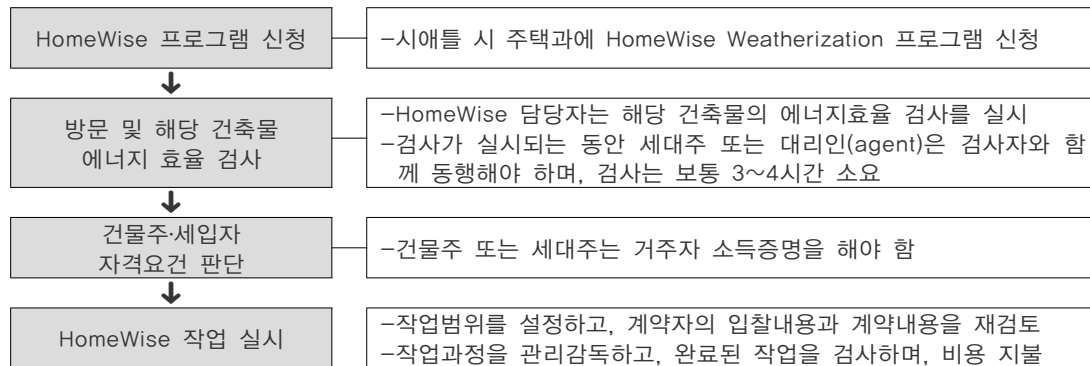 HomeWise 프로그램 신청
-시애틀 시 주택과에 HomeWise Weatherization 프로그램 신청
방문 및 해당 건축물
에너지 효율 검사
-HomeWise 담당자는 해당 건축물의 에너지효율 검사를 실시
-검사가 실시되는 동안 세대주 또는 대리인(agent)은 검사자와 함
께 동행해야 하며, 검사는 보통 3~4시간 소요
건물주·세입자
자격요건 판단
-건물주 또는 세대주는 거주자 소득증명을 해야 함
HomeWise 작업 실시
-작업범위를 설정하고, 계약자의 입찰내용과 계약내용을 재검토
-작업과정을 관리감독하고, 완료된 작업을 검사하며, 비용 지불